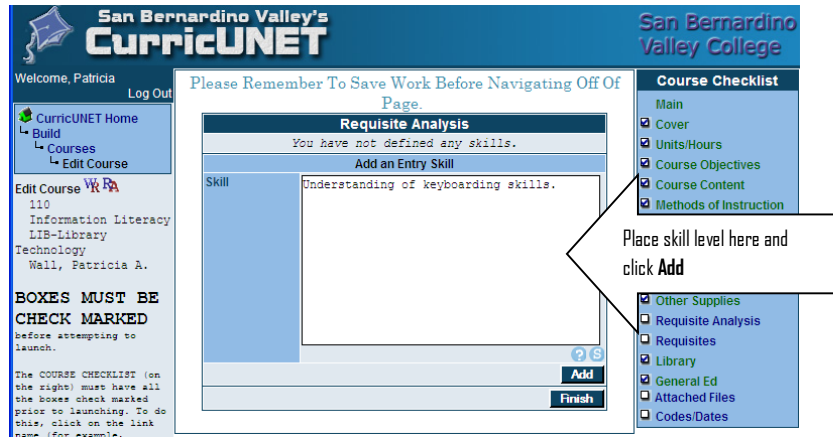 San Bernardino Valley's
CurricUNET
San Bernardino
Valley College
Welcome, Patricia
Log Out
CurricUNET Home
Build
Courses
Edit Course
Edit Course WR RA
110
Information Literacy
LIB-Library
Technology
Wall, Patricia A.
BOXES MUST BE
CHECK MARKED
before attempting to
launch.
The COURSE CHECKLIST (on
the right) must have all
the boxes check marked
prior to launching. To do
this, click on the link
name (for example,
Please Remember To Save Work Before Navigating Off Of
Page.
Requisite Analysis
You have not defined any skills.
Add an Entry Skill
Skill
Understanding of keyboarding skills.
? S
Add
Finish
Place skill level here and
click Add
Course Checklist
Main
Cover
Units/Hours
Course Objectives
Course Content
Methods of Instruction
Other Supplies
Requisite Analysis
Requisites
Library
General Ed
Attached Files
Codes/Dates